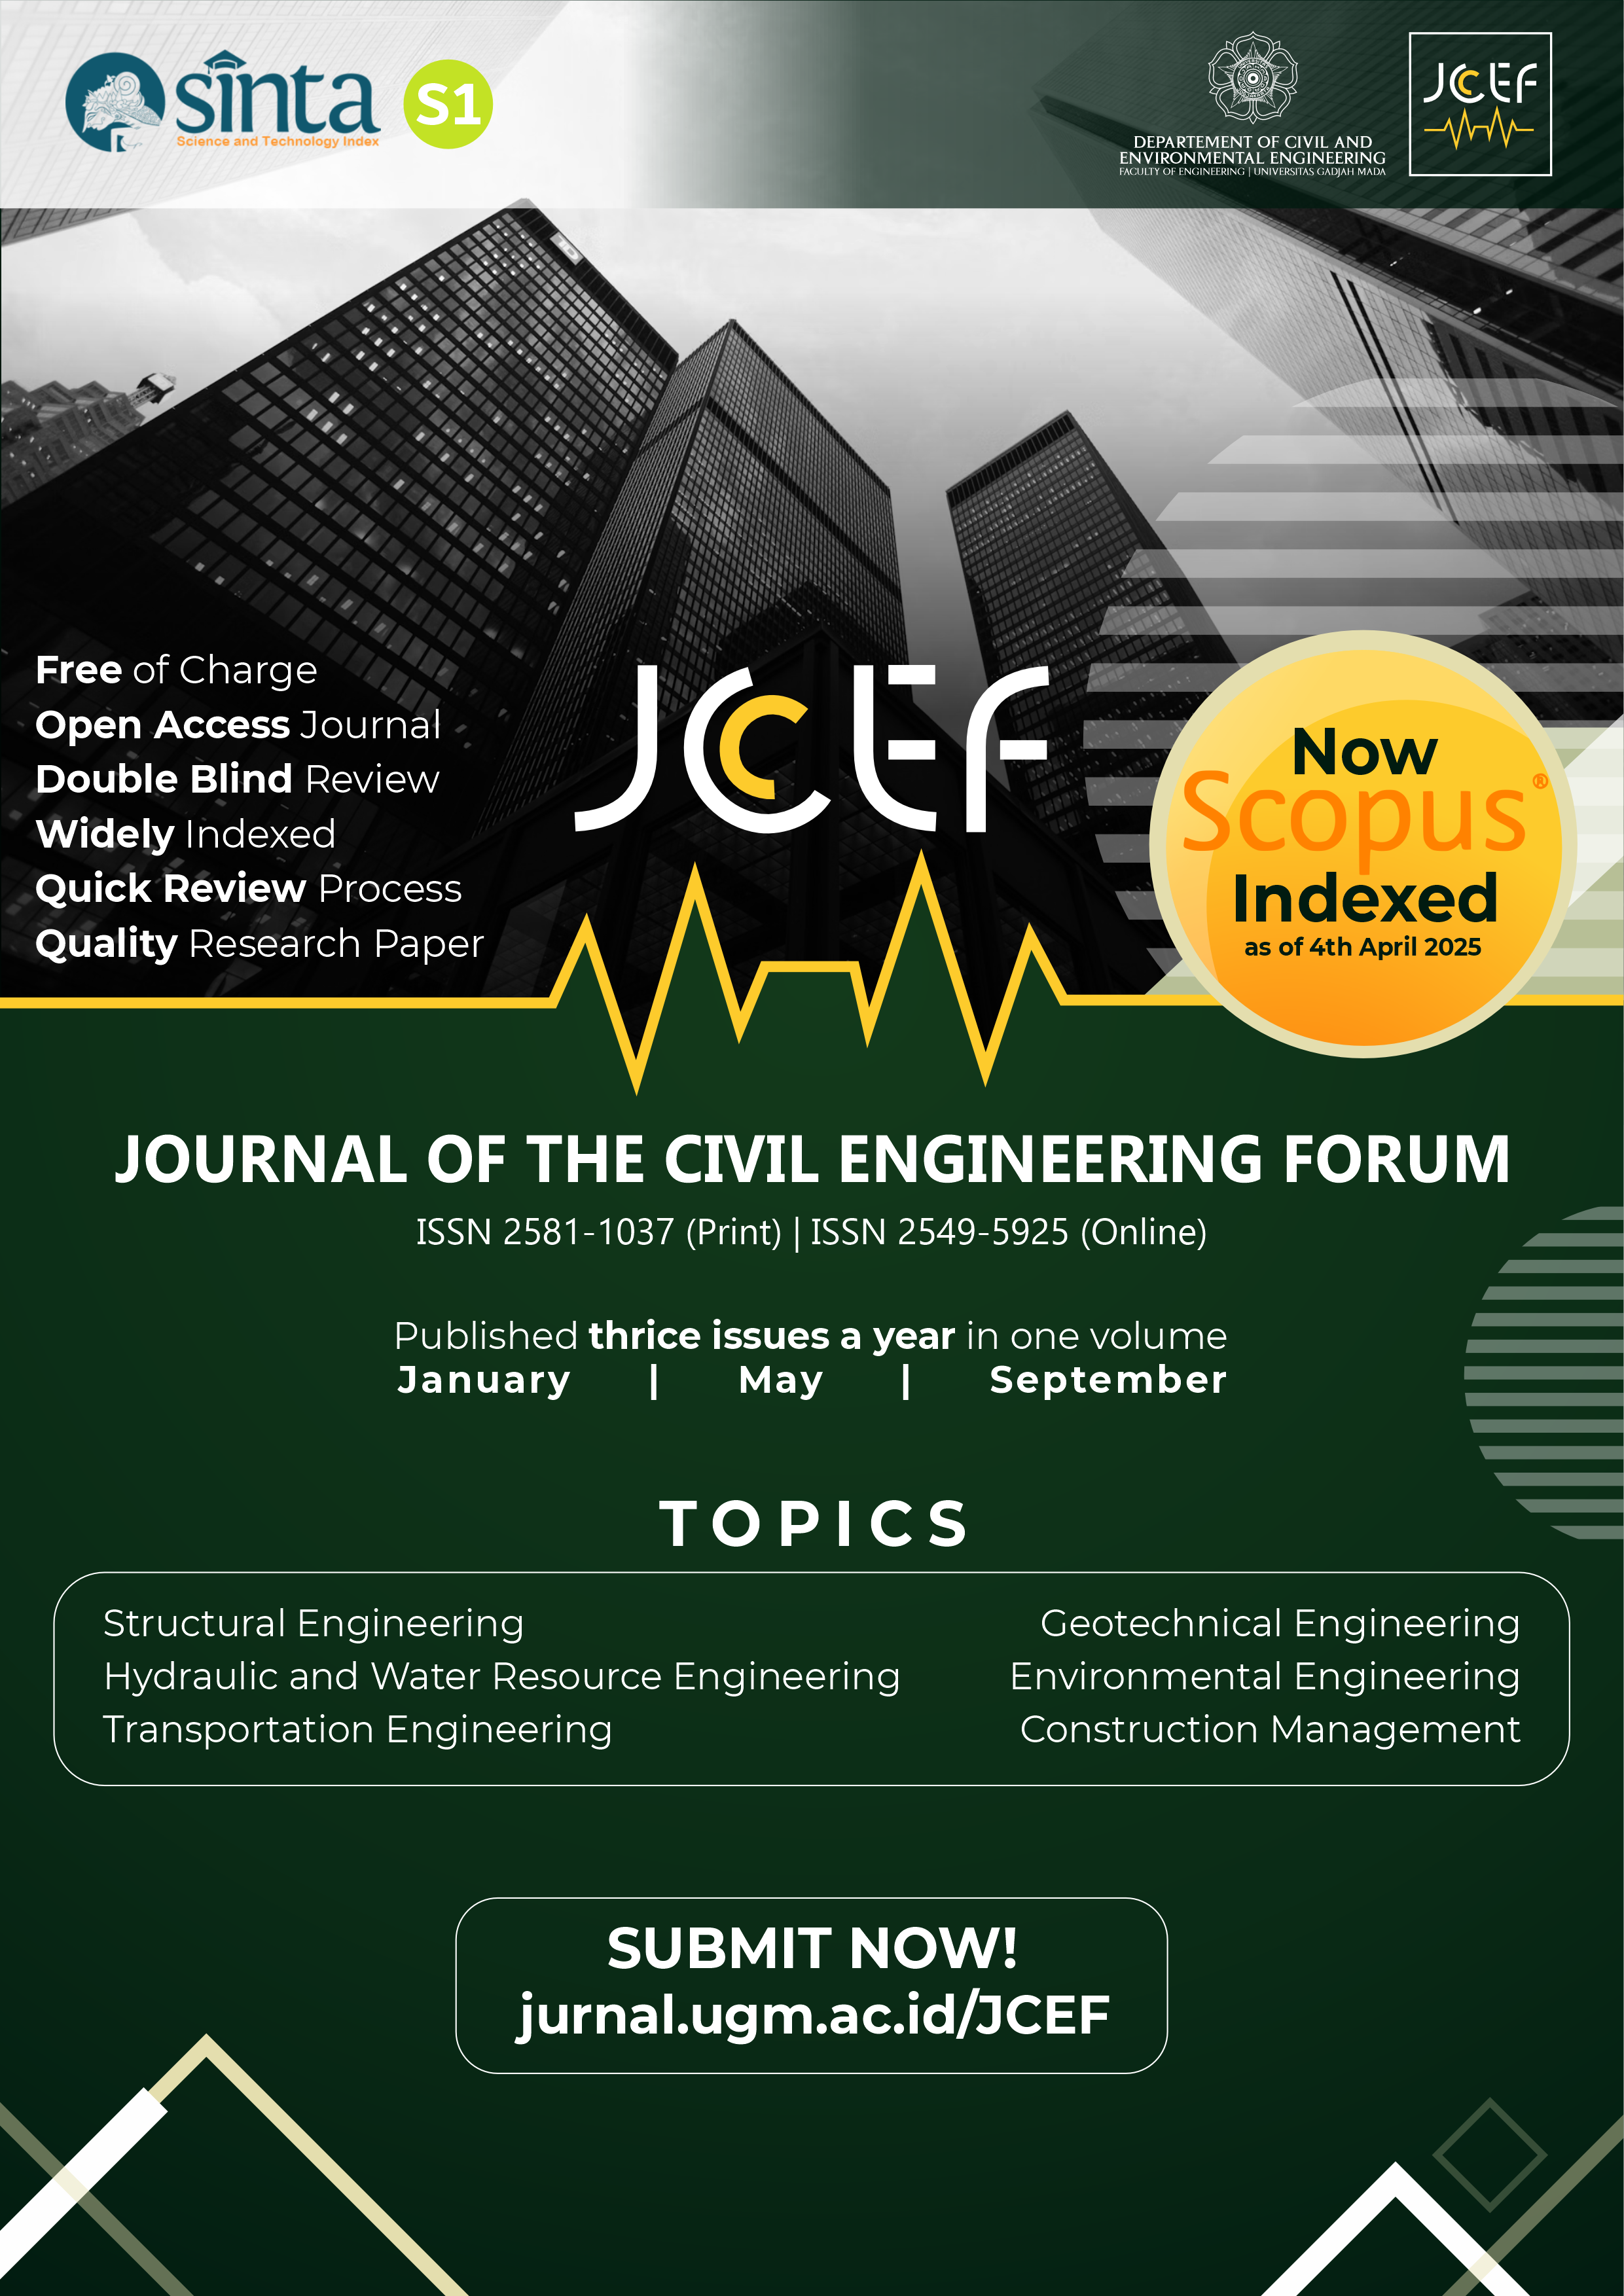 sinta
Science and Technology Index
S1
DEPARTEMENT OF CIVIL AND
ENVIRONMENTAL ENGINEERING
FACULTY OF ENGINEERING | UNIVERSITAS GADJAH MADA
JCEF
Free of Charge
Open Access Journal
Double Blind Review
Widely Indexed
Quick Review Process
Quality Research Paper
JCEF
Now
Scopus®
Indexed
as of 4th April 2025
JOURNAL OF THE CIVIL ENGINEERING FORUM
ISSN 2581-1037 (Print) | ISSN 2549-5925 (Online)
Published thrice issues a year in one volume
January | May | September
TOPICS
Structural Engineering
Hydraulic and Water Resource Engineering
Transportation Engineering
Geotechnical Engineering
Environmental Engineering
Construction Management
SUBMIT NOW!
jurnal.ugm.ac.id/JCEF